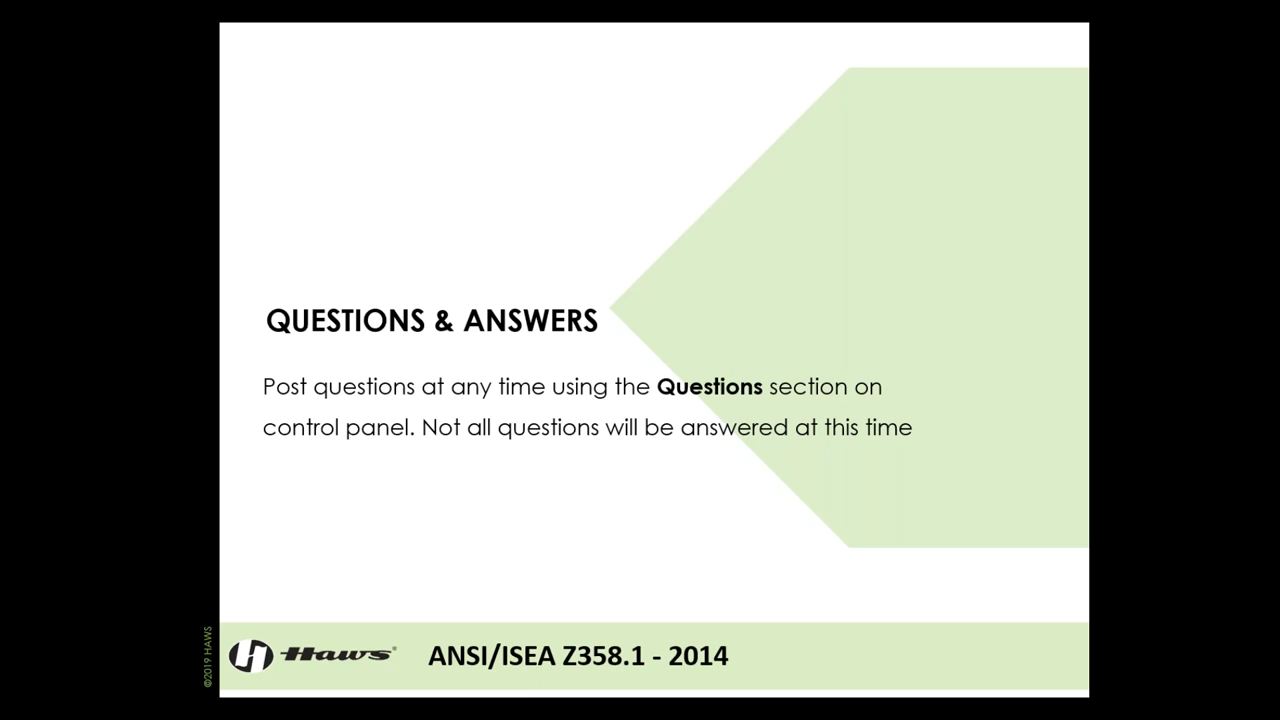 QUESTIONS & ANSWERS
Post questions at any time using the Questions section on
control panel. Not all questions will be answered at this time
©2019 HAWS
H Haws® ANSI/ISEA Z358.1 - 2014